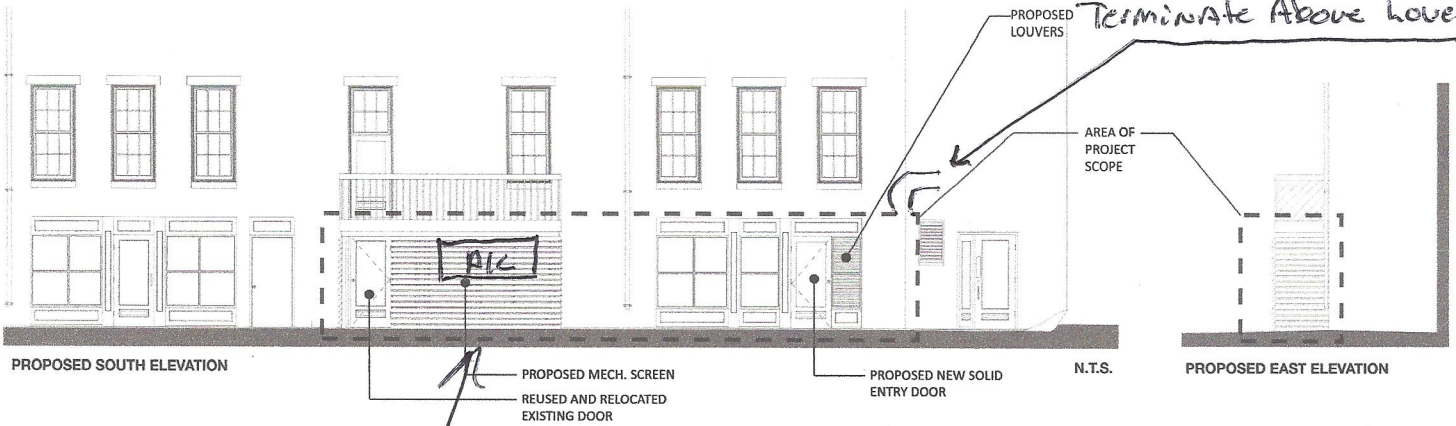 PROPOSED
LOUVERS
Terminate Above
AREA OF
PROJECT
SCOPE
A/C
PROPOSED SOUTH ELEVATION
PROPOSED MECH. SCREEN
REUSED AND RELOCATED
EXISTING DOOR
PROPOSED NEW SOLID
ENTRY DOOR
N.T.S.
PROPOSED EAST ELEVATION